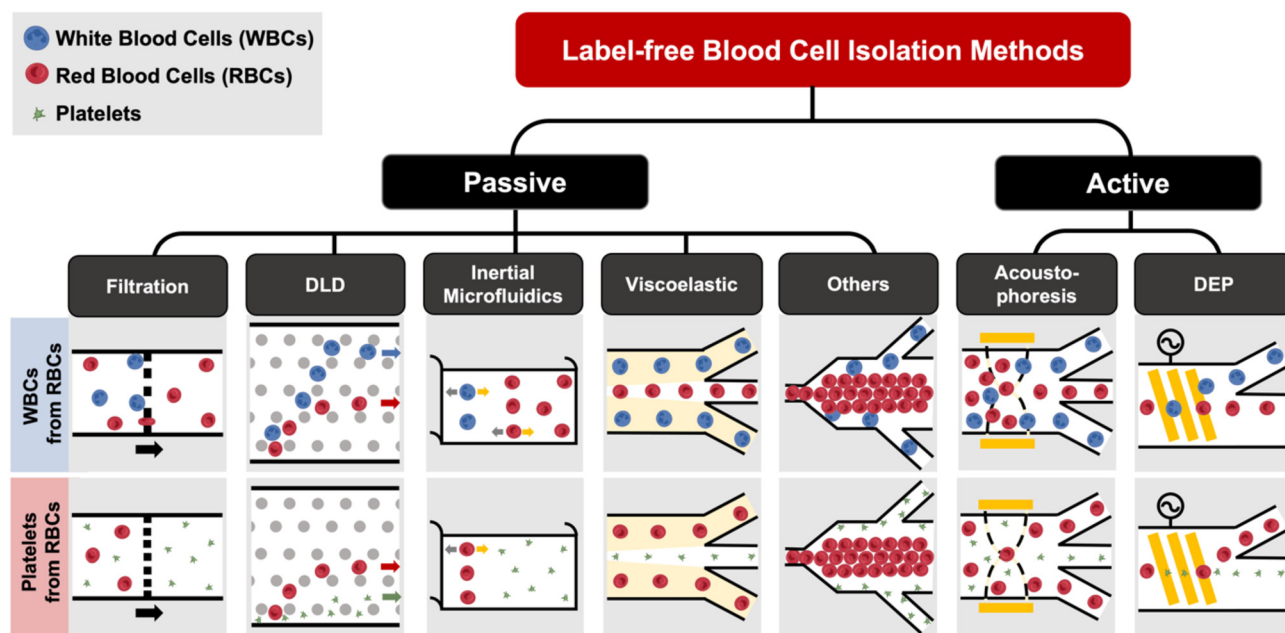 White Blood Cells (WBCs)
Red Blood Cells (RBCs)
Platelets
Label-free Blood Cell Isolation Methods
Passive
Active
Filtration
DLD
Inertial
Microfluidics
Viscoelastic
Others
Acousto-
phoresis
DEP
WBCs
from RBCs
Platelets
from RBCs